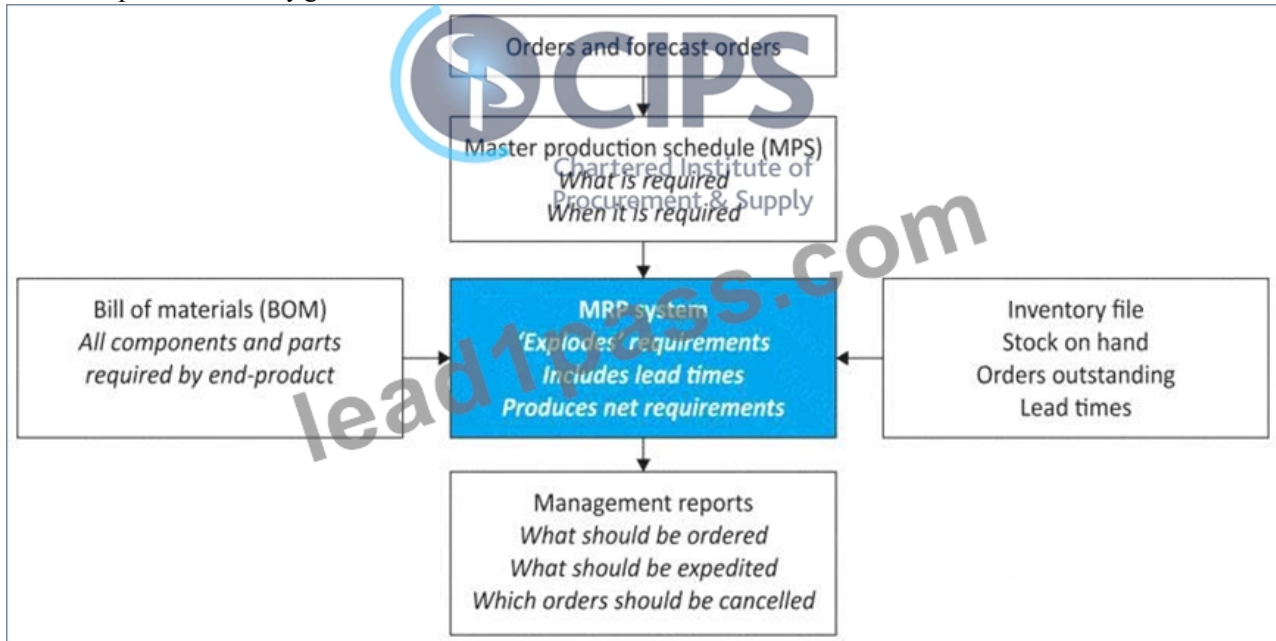 Orders and forecast orders
CIPS
Chartered Institute of
Procurement & Supply
Master production schedule (MPS)
What is required
When it is required
Bill of materials (BOM)
All components and parts
required by end-product
MRP system
'Explodes' requirements
Includes lead times
Produces net requirements
Inventory file
Stock on hand
Orders outstanding
Lead times
Management reports
What should be ordered
What should be expedited
Which orders should be cancelled
lead1pass.com